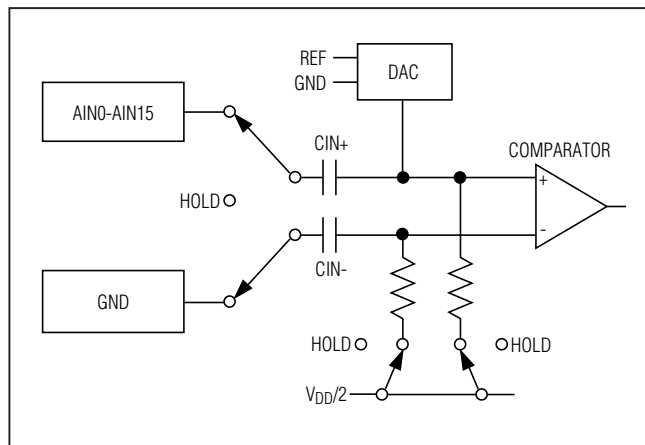 REF
GND
DAC
AIN0-AIN15
CIN+
COMPARATOR
HOLD
+
-
GND
CIN-
HOLD
HOLD
VDD/2